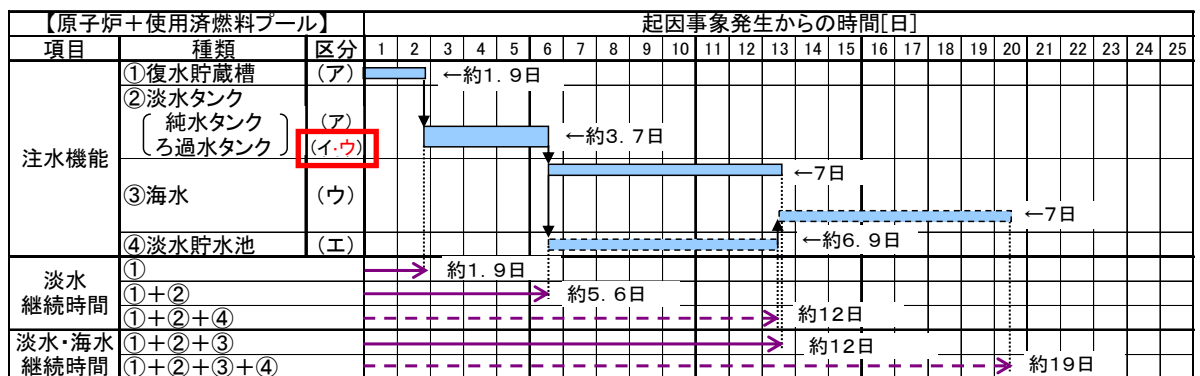 【原子炉+使用済燃料プール】 起因事象発生からの時間[日]
項目 種類 区分 1 2 3 4 5 6 7 8 9 10 11 12 13 14 15 16 17 18 19 20 21 22 23 24 25
注水機能
①復水貯蔵槽 (ア) ←約1.9日
②淡水タンク
純水タンク (ア)
ろ過水タンク (イ・ウ)
←約3.7日
③海水 (ウ)
←7日
←7日
④淡水貯水池 (エ) ←約6.9日
淡水
継続時間
① 約1.9日
①+② 約5.6日
①+②+④ 約12日
淡水・海水
継続時間
①+②+③ 約12日
①+②+③+④ 約19日